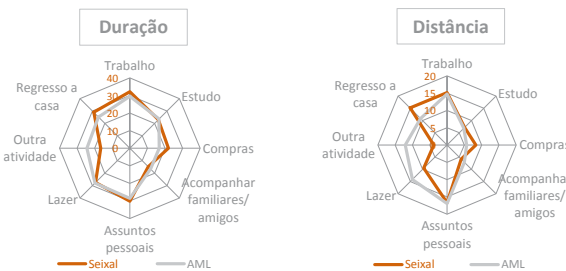 Duração
Trabalho
40
30
20
10
0
Estudo
Compras
Acompanhar
familiares/
amigos
Assuntos
pessoais
Lazer
Outra
atividade
Regresso a
casa
Seixal
AML
Distância
Trabalho
20
15
10
5
0
Estudo
Compras
Acompanha
familiares/
amigos
Assuntos
pessoais
Lazer
Outra
atividade
Regresso a
casa
Seixal
AML